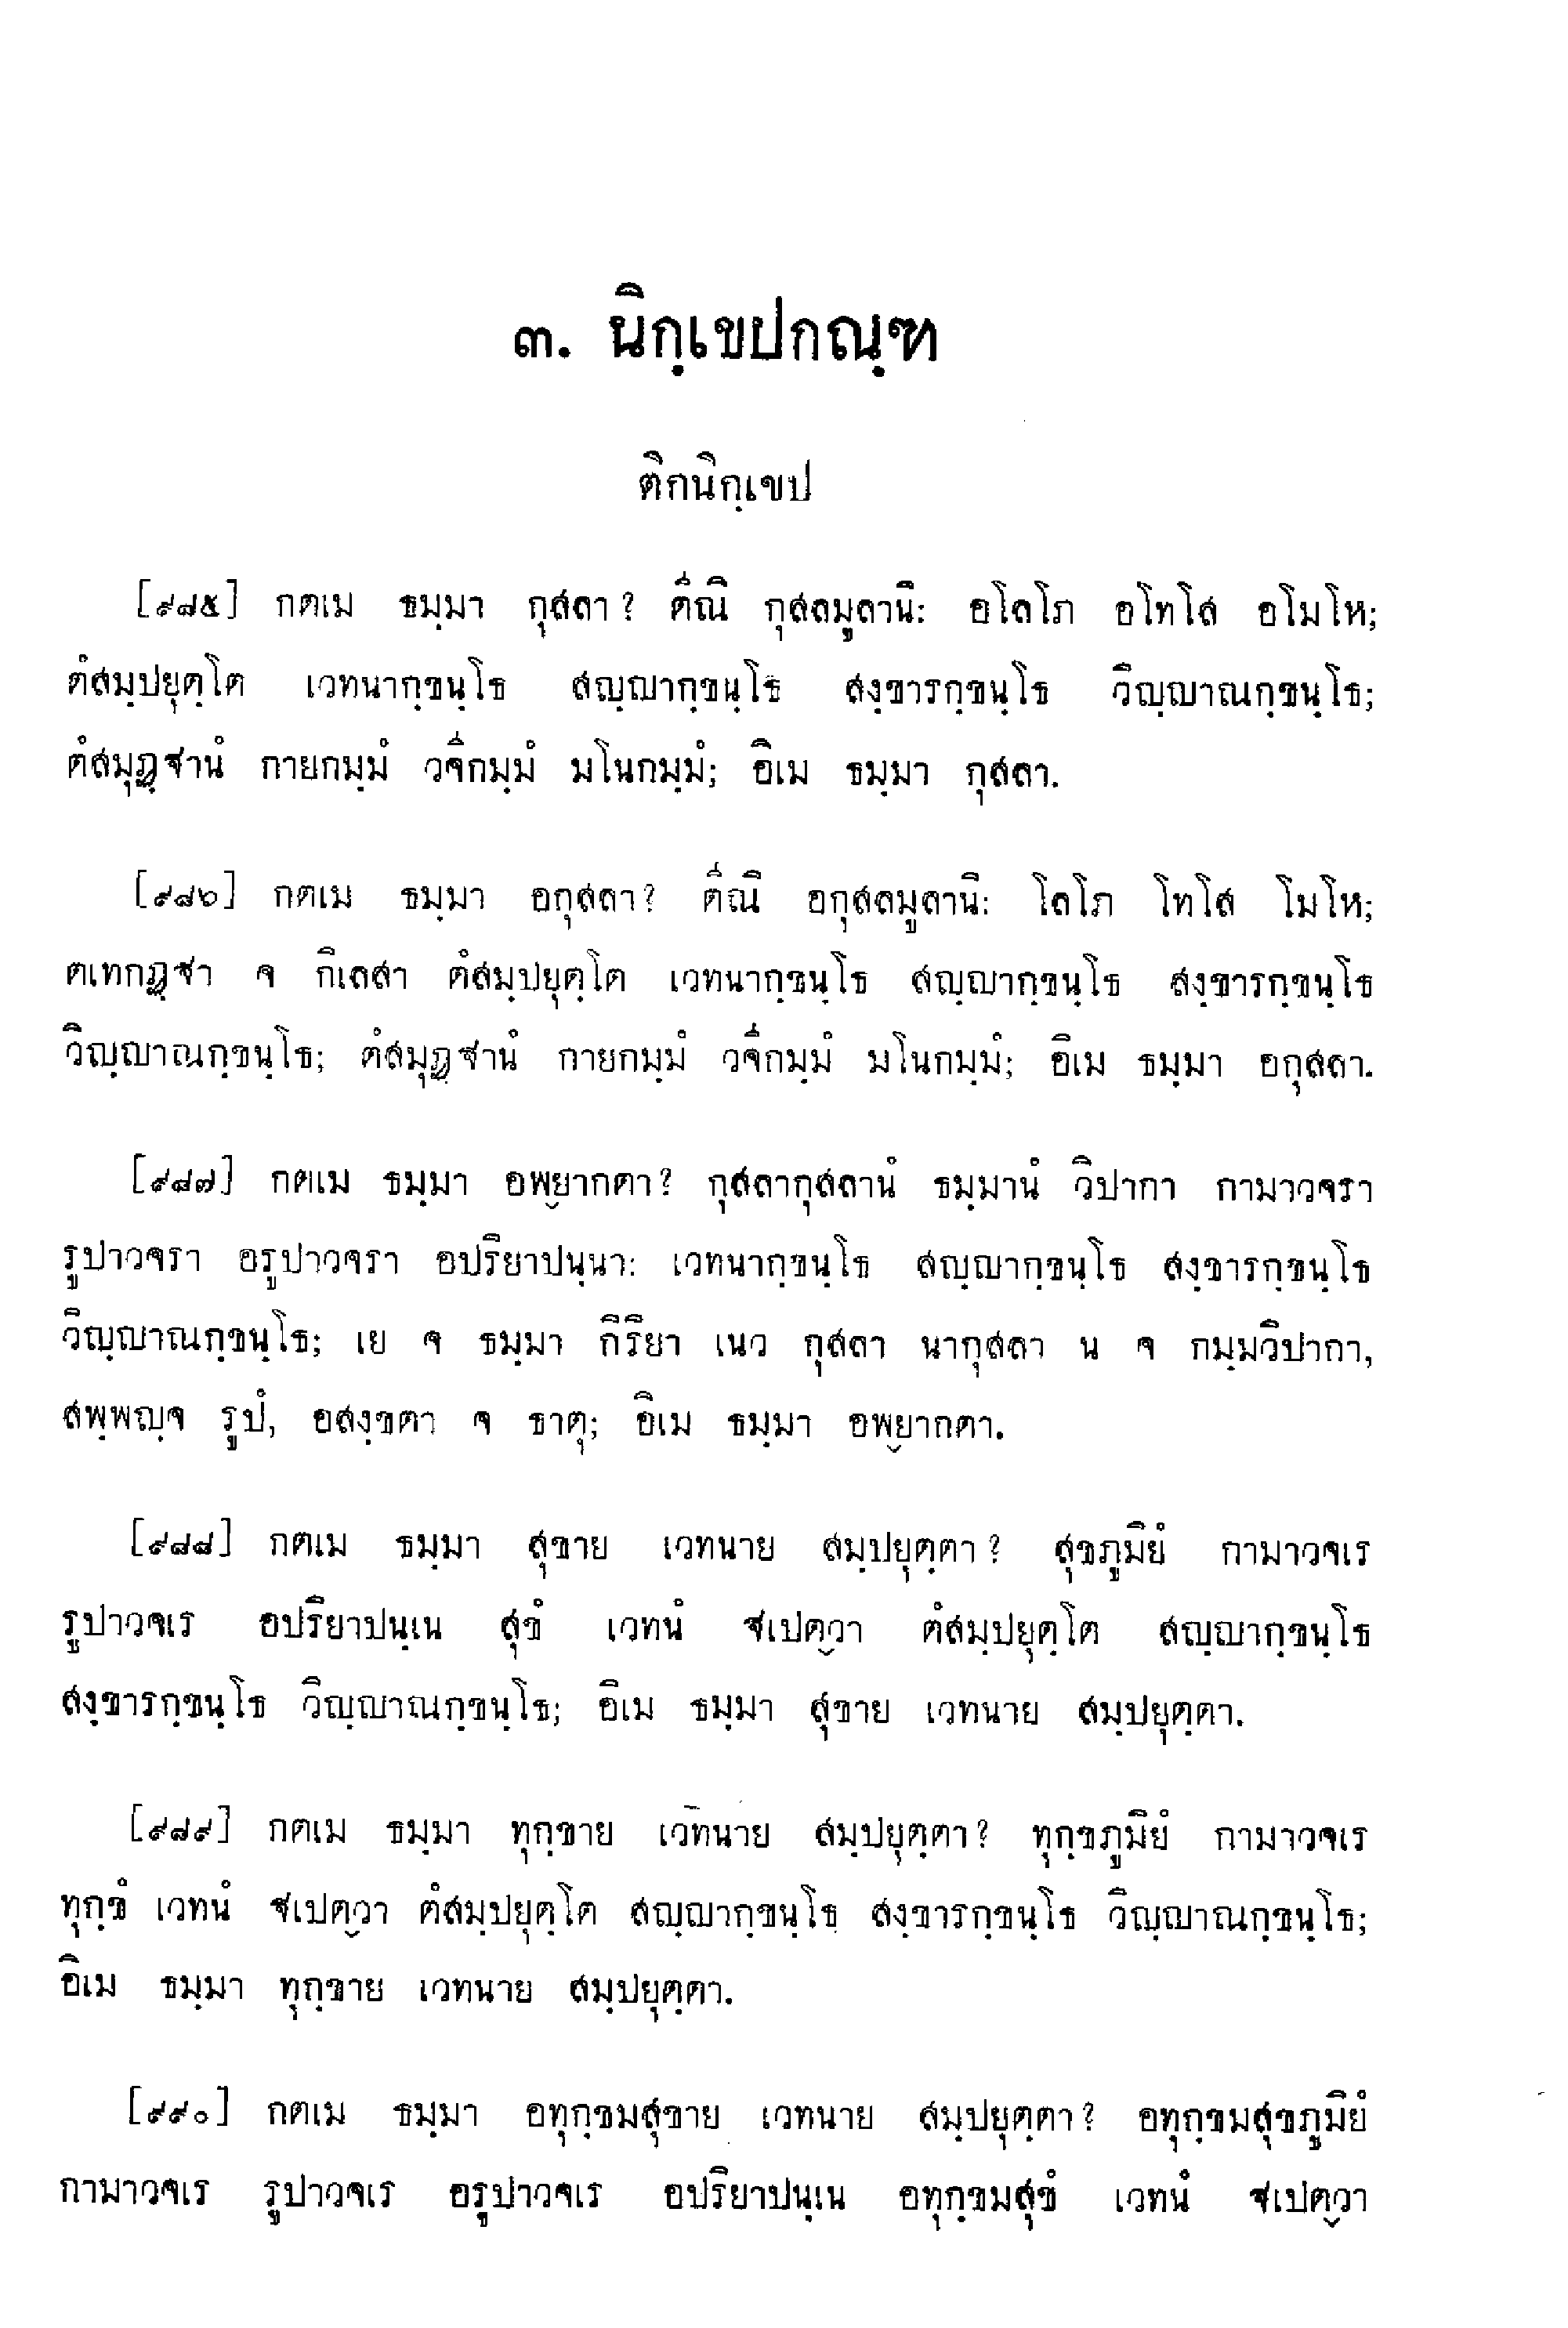 ๓. นิกฺเขปกณฺฑ
ติกนิกฺเขป
[๙๘๕] กตเม ธมฺมา กุสลา? ตีณิ กุสลมูลานิ: อโลโภ อโทโส อโมโห;
ตํสมฺปยุตฺโต เวทนากฺขนฺโธ สญฺญากฺขนฺโธ สงฺขารกฺขนฺโธ วิญฺญาณกฺขนฺโธ;
ตํสมุฏฺฐานํ กายกมฺมํ วจีกมฺมํ มโนกมฺมํ; อิเม ธมฺมา กุสลา.
[๙๘๖] กตเม ธมฺมา อกุสลา? ตีณิ อกุสลมูลานิ: โลโภ โทโส โมโห;
ตเทกฏฺฐา จ กิเลสา ตํสมฺปยุตฺโต เวทนากฺขนฺโธ สญฺญากฺขนฺโธ สงฺขารกฺขนฺโธ
วิญฺญาณกฺขนฺโธ; ตํสมุฏฺฐานํ กายกมฺมํ วจีกมฺมํ มโนกมฺมํ; อิเม ธมฺมา อกุสลา.
[๙๘๗] กตเม ธมฺมา อพฺยากตา? กุสลากุสลานํ ธมฺมานํ วิปากา กามาวจรา
รูปาวจรา อรูปาวจรา อปริยาปนฺนา: เวทนากฺขนฺโธ สญฺญากฺขนฺโธ สงฺขารกฺขนฺโธ
วิญฺญาณกฺขนฺโธ; เย จ ธมฺมา กิริยา เนว กุสลา นากุสลา น จ กมฺมวิปากา,
สพฺพญฺจ รูปํ, อสงฺขตา จ ธาตุ; อิเม ธมฺมา อพฺยากตา.
[๙๘๘] กตเม ธมฺมา สุขาย เวทนาย สมฺปยุตฺตา? สุขภูมิยํ กามาวจเร
รูปาวจเร อปริยาปนฺเน สุขํ เวทนํ ฐเปตฺวา ตํสมฺปยุตฺโต สญฺญากฺขนฺโธ
สงฺขารกฺขนฺโธ วิญฺญาณกฺขนฺโธ; อิเม ธมฺมา สุขาย เวทนาย สมฺปยุตฺตา.
[๙๘๙] กตเม ธมฺมา ทุกฺขาย เวทนาย สมฺปยุตฺตา? ทุกฺขภูมิยํ กามาวจเร
ทุกฺขํ เวทนํ ฐเปตฺวา ตํสมฺปยุตฺโต สญฺญากฺขนฺโธ สงฺขารกฺขนฺโธ วิญฺญาณกฺขนฺโธ;
อิเม ธมฺมา ทุกฺขาย เวทนาย สมฺปยุตฺตา.
[๙๙๐] กตเม ธมฺมา อทุกฺขมสุขาย เวทนาย สมฺปยุตฺตา? อทุกฺขมสุขภูมิยํ
กามาวจเร รูปาวจเร อรูปาวจเร อปริยาปนฺเน อทุกฺขมสุขํ เวทนํ ฐเปตฺวา